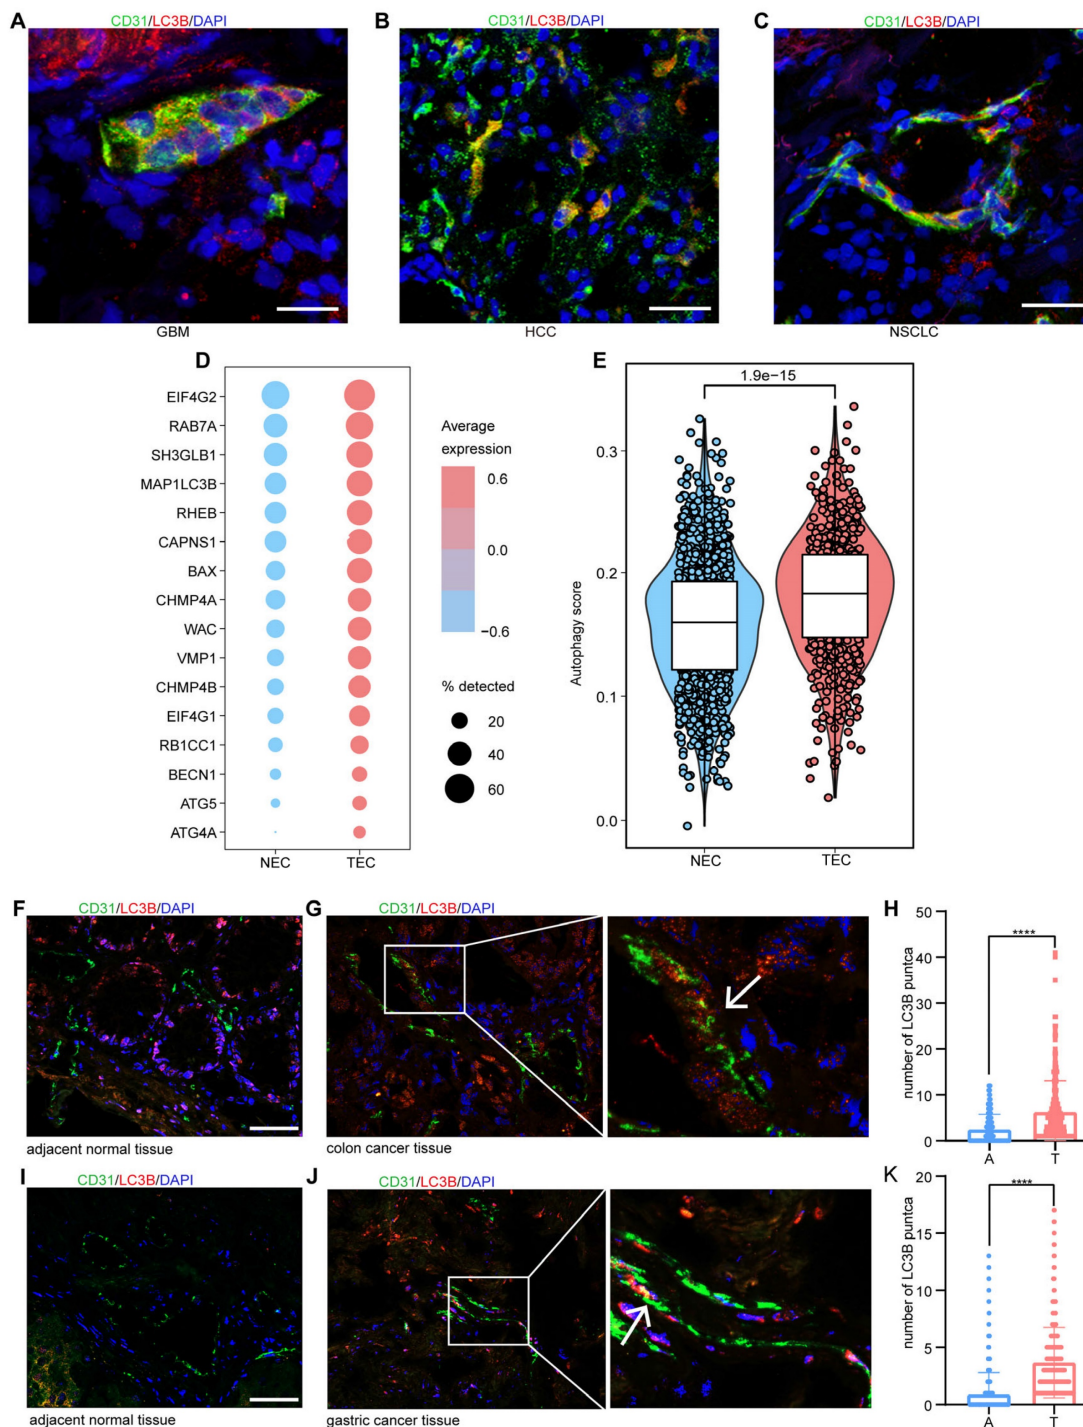 A
CD31/LC3B/DAPI
B
CD31/LC3B/DAPI
C
CD31/LC3B/DAPI
GBM
HCC
NSCLC
D
EIF4G2
RAB7A
SH3GLB1
MAP1LC3B
RHEB
CAPNS1
BAX
CHMP4A
WAC
VMP1
CHMP4B
EIF4G1
RB1CC1
BECN1
ATG5
ATG4A
NEC
TEC
Average
expression
0.6
0.0
−0.6
% detected
20
40
60
E
1.9e−15
Autophagy score
0.3
0.2
0.1
0.0
NEC
TEC
F
CD31/LC3B/DAPI
adjacent normal tissue
G
CD31/LC3B/DAPI
colon cancer tissue
H
number of LC3B puntca
50
40
30
20
10
0
****
A
T
I
CD31/LC3B/DAPI
adjacent normal tissue
J
CD31/LC3B/DAPI
gastric cancer tissue
K
number of LC3B puntca
20
15
10
5
0
****
A
T